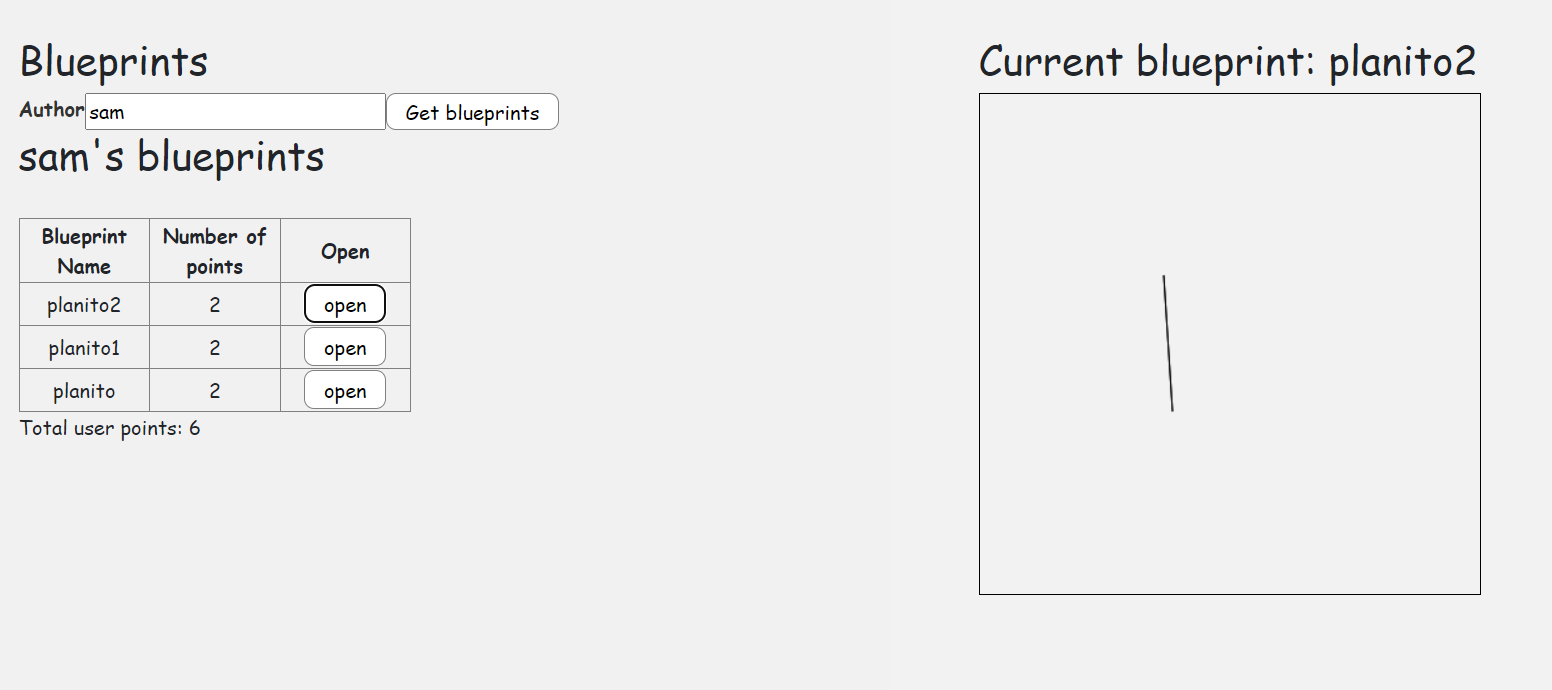 Blueprints
Author sam Get blueprints
sam's blueprints
Blueprint Name Number of points Open
planito2 2 open
planito1 2 open
planito 2 open
Total user points: 6
Current blueprint: planito2